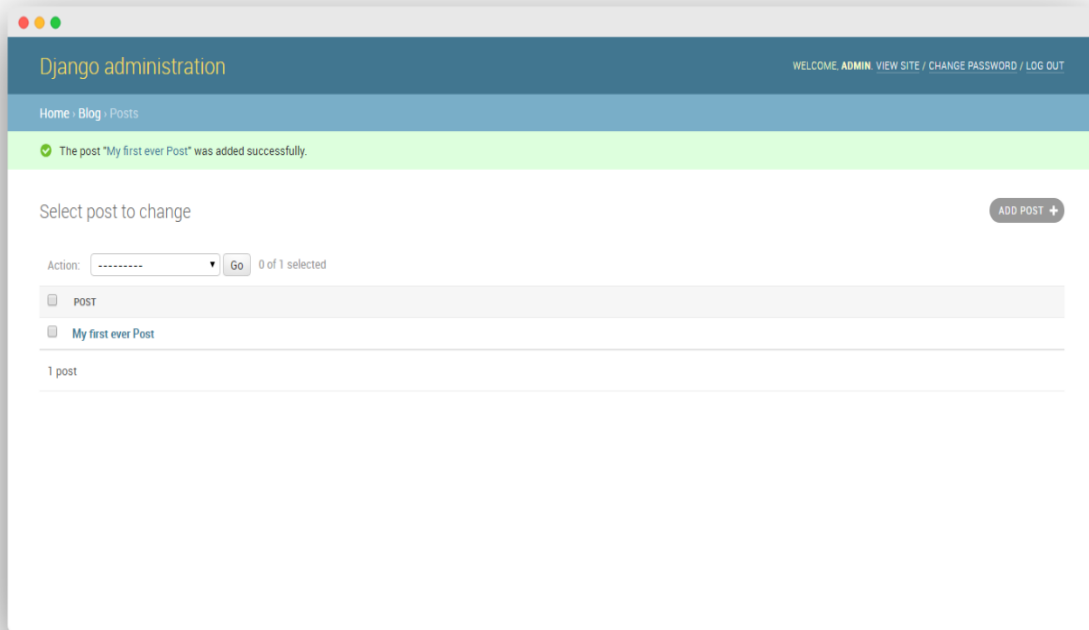 Django administration
WELCOME, ADMIN. VIEW SITE / CHANGE PASSWORD / LOG OUT
Home › Blog › Posts
The post "My first ever Post" was added successfully.
Select post to change
ADD POST +
Action: --------- Go 0 of 1 selected
POST
My first ever Post
1 post